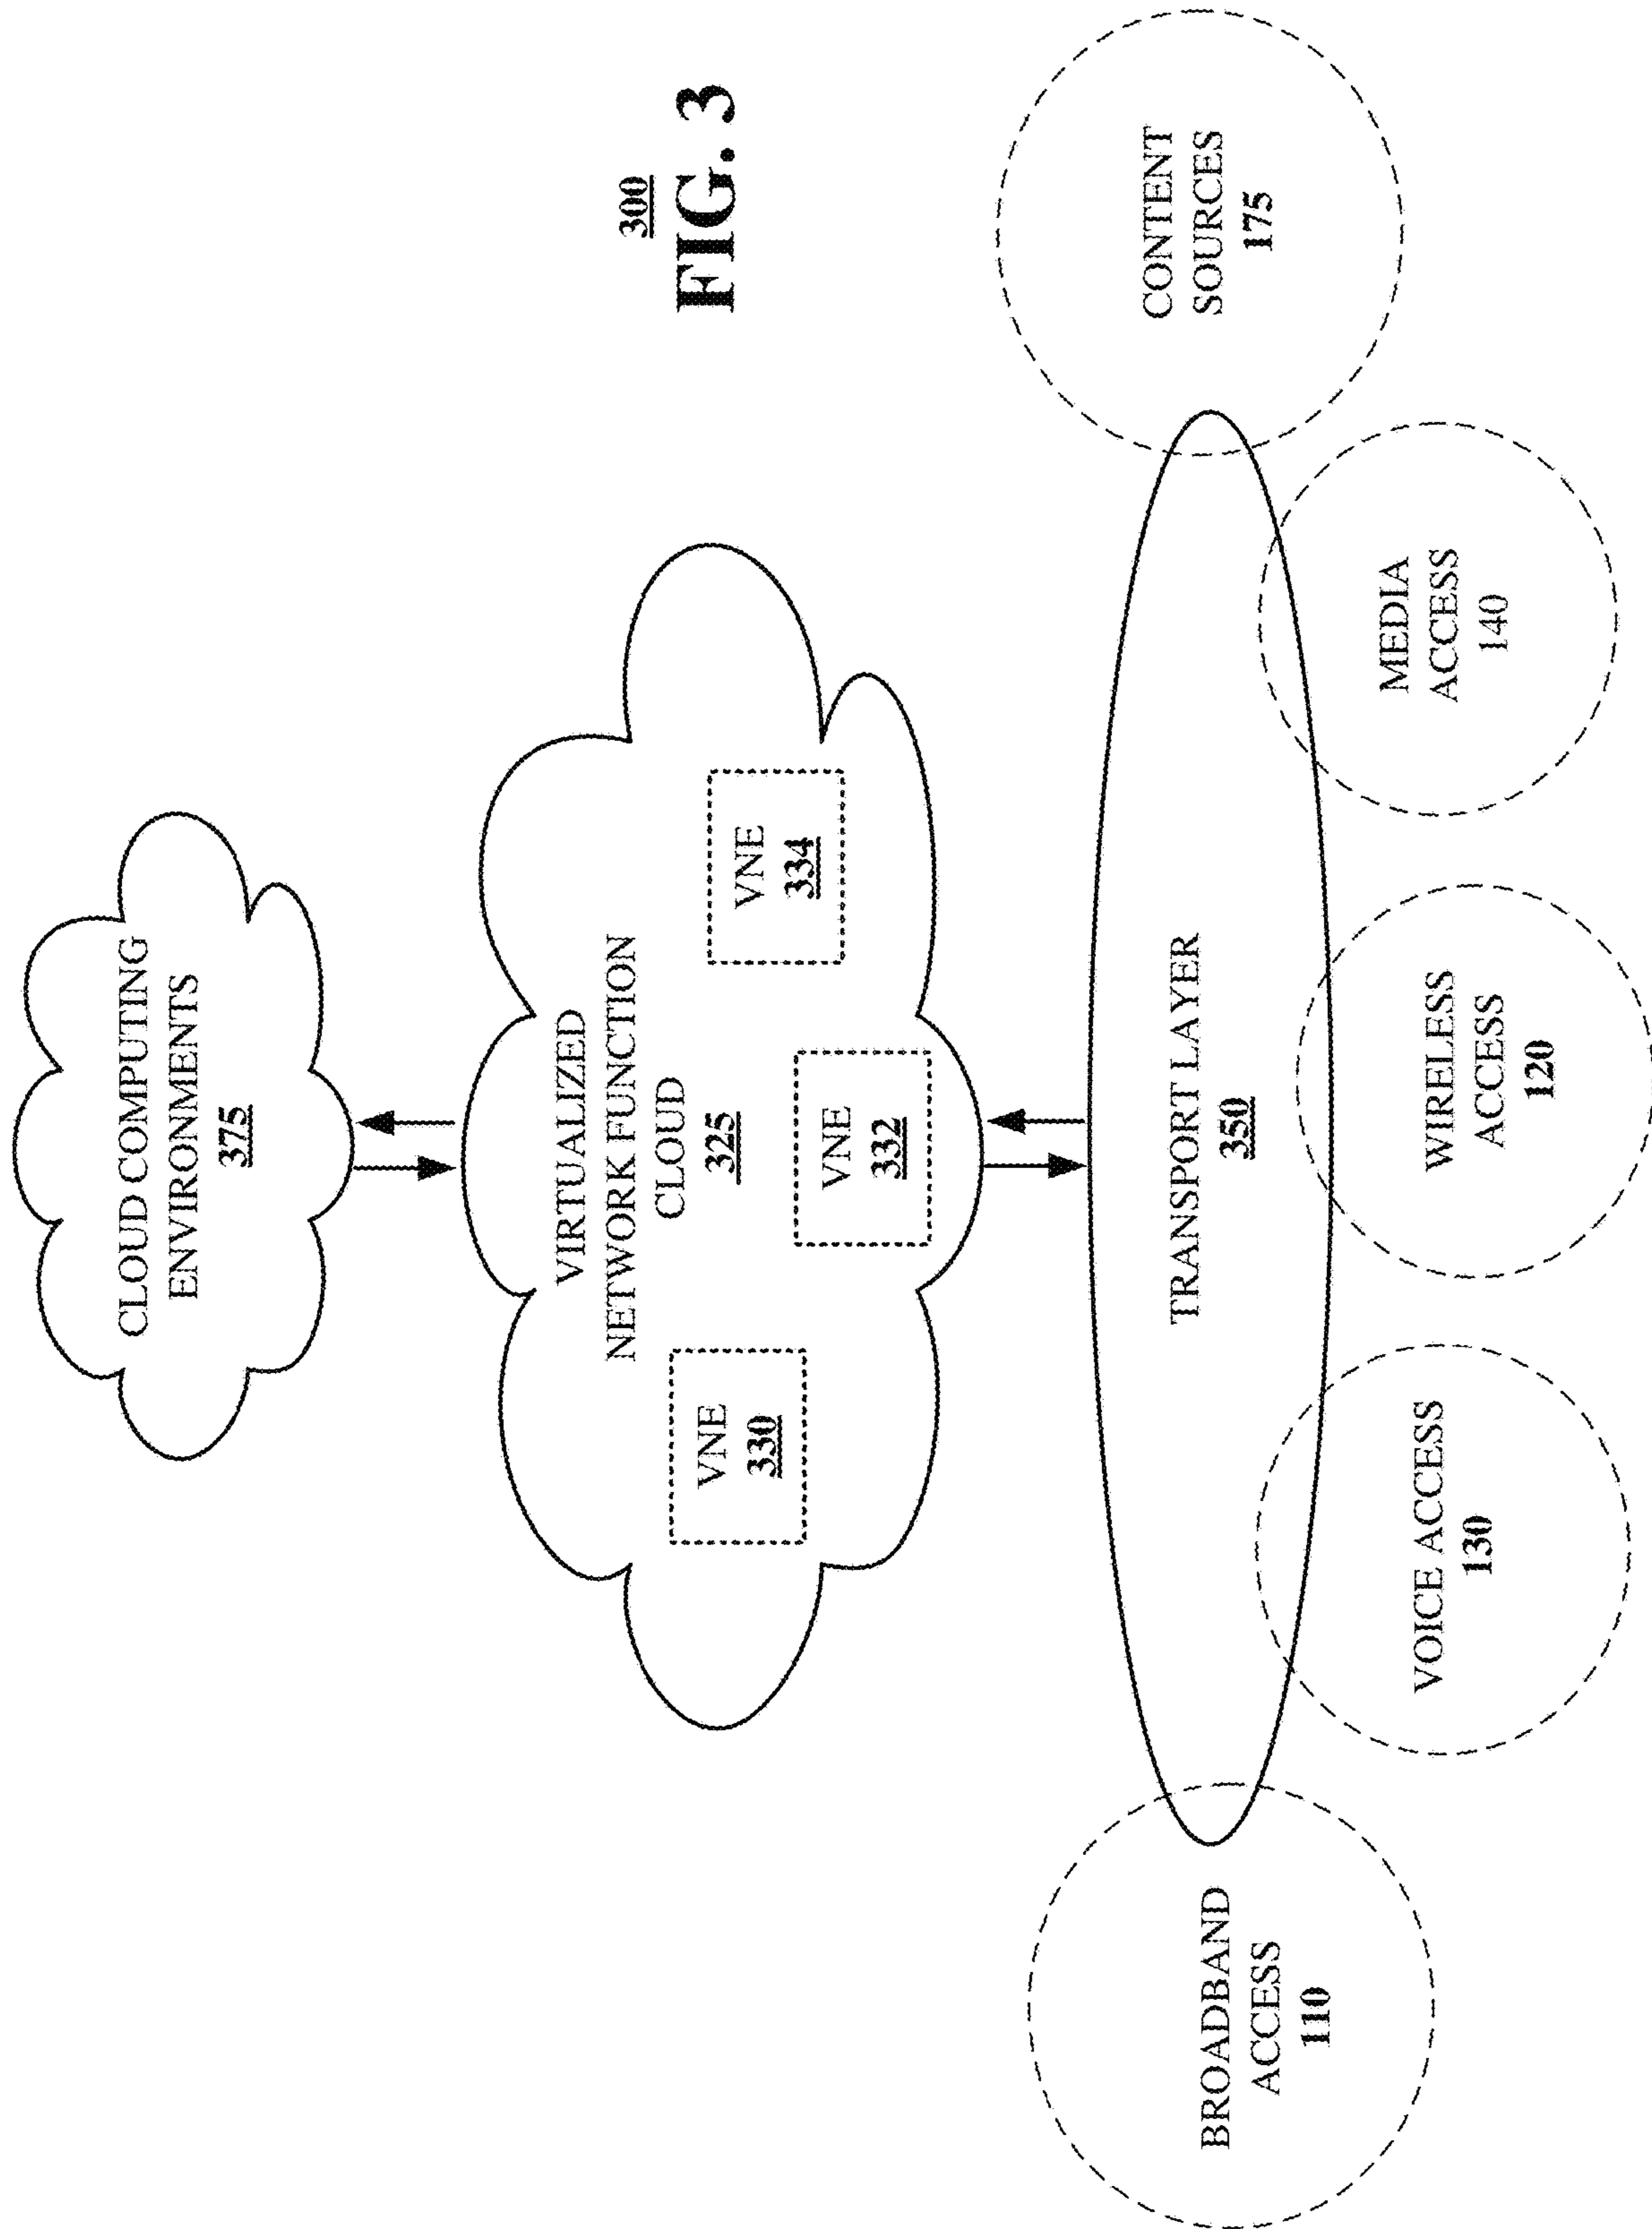 CLOUD COMPUTING
ENVIRONMENTS
375
VIRTUALIZED
NETWORK FUNCTION
CLOUD
325
VNE
330
VNE
332
VNE
334
300
FIG. 3
TRANSPORT LAYER
350
BROADBAND
ACCESS
110
VOICE ACCESS
130
WIRELESS
ACCESS
120
MEDIA
ACCESS
140
CONTENT
SOURCES
175